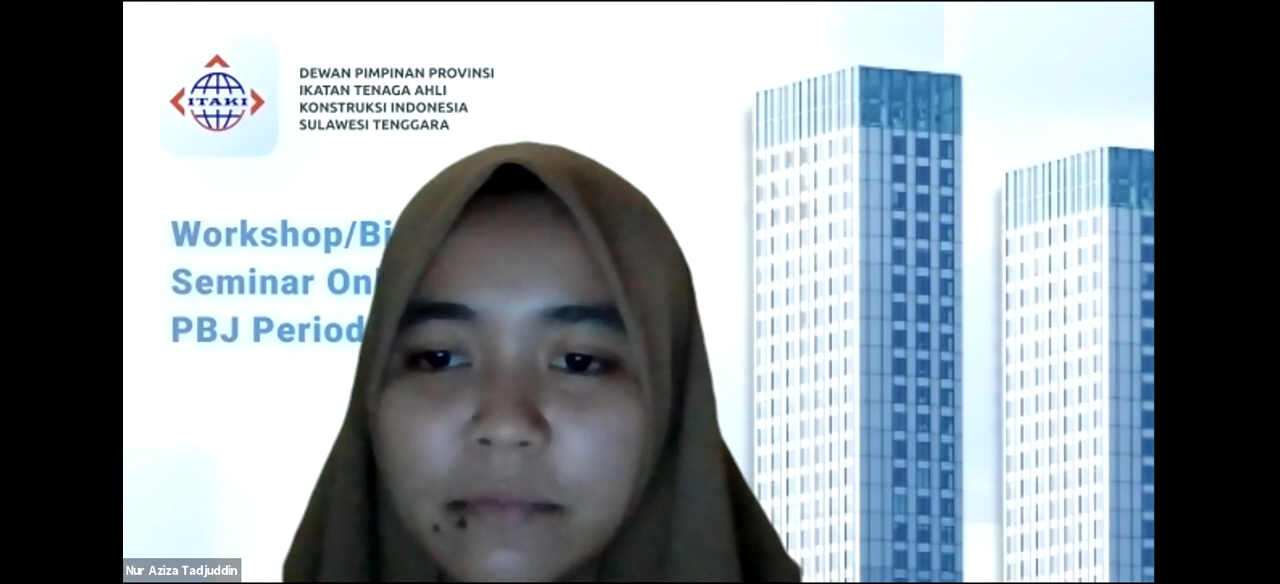 ITAKI
DEWAN PIMPINAN PROVINSI
IKATAN TENAGA AHLI
KONSTRUKSI INDONESIA
SULAWESI TENGGARA
Workshop/Bi
Seminar On
PBJ Period
Nur Aziza Tadjuddin